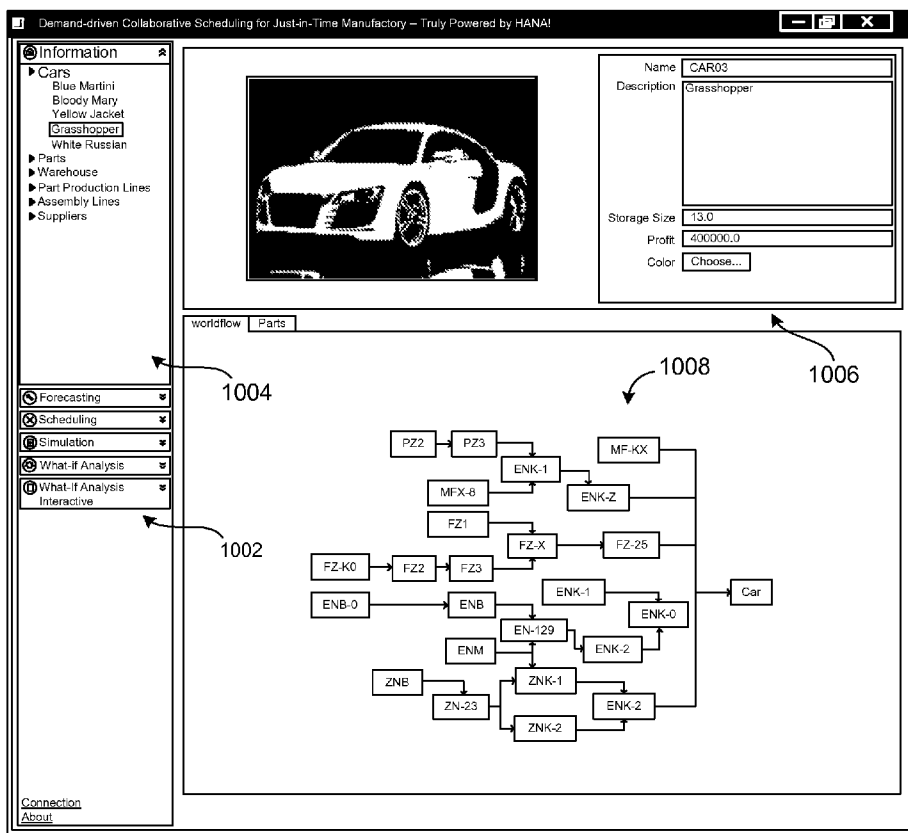 Demand-driven Collaborative Scheduling for Just-in-Time Manufactory – Truly Powered by HANA!
Information
Cars
Blue Martini
Bloody Mary
Yellow Jacket
Grasshopper
White Russian
Parts
Warehouse
Part Production Lines
Assembly Lines
Suppliers
1004
Forecasting
Scheduling
Simulation
What-if Analysis
What-If Analysis
Interactive
1002
Connection
About
Name CAR03
Description Grasshopper
Storage Size 13.0
Profit 400000.0
Color Choose...
1006
worldflow Parts
1008
PZ2 PZ3 MF-KX
ENK-1
MFX-8 ENK-Z
FZ1
FZ-X FZ-25
FZ-K0 FZ2 FZ3
ENK-1 Car
ENB-0 ENB ENK-0
EN-129
ENM ENK-2
ZNB ZNK-1
ZN-23 ENK-2
ZNK-2